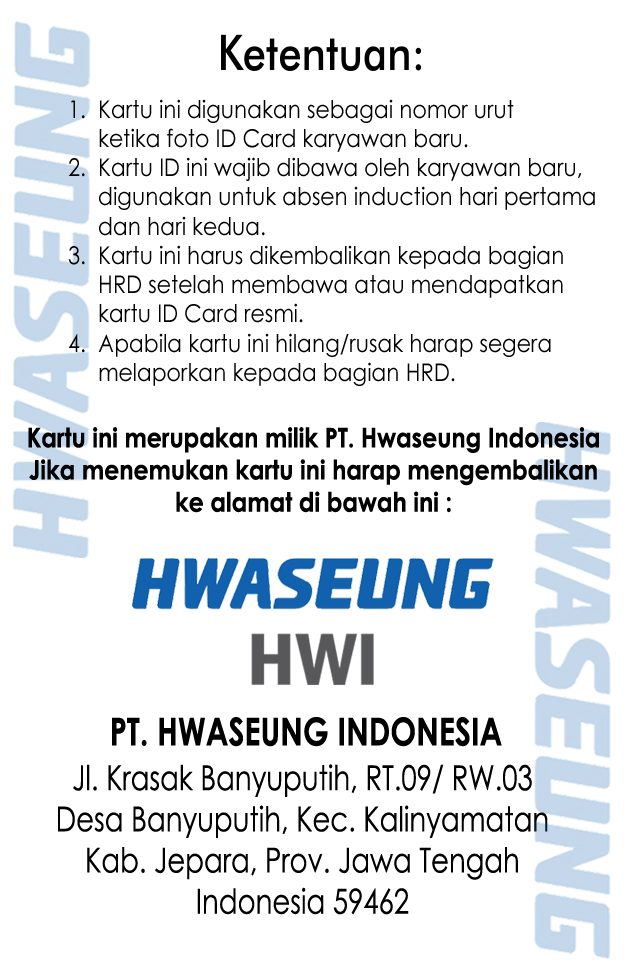 Ketentuan:
1. Kartu ini digunakan sebagai nomor urut
ketika foto ID Card karyawan baru.
2. Kartu ID ini wajib dibawa oleh karyawan baru,
digunakan untuk absen induction hari pertama
dan hari kedua.
3. Kartu ini harus dikembalikan kepada bagian
HRD setelah membawa atau mendapatkan
kartu ID Card resmi.
4. Apabila kartu ini hilang/rusak harap segera
melaporkan kepada bagian HRD.
Kartu ini merupakan milik PT. Hwaseung Indonesia
Jika menemukan kartu ini harap mengembalikan
ke alamat di bawah ini :
HWASEUNG
HWI
PT. HWASEUNG INDONESIA
Jl. Krasak Banyuputih, RT.09/ RW.03
Desa Banyuputih, Kec. Kalinyamatan
Kab. Jepara, Prov. Jawa Tengah
Indonesia 59462
HWASEUNG
HWASEUNG